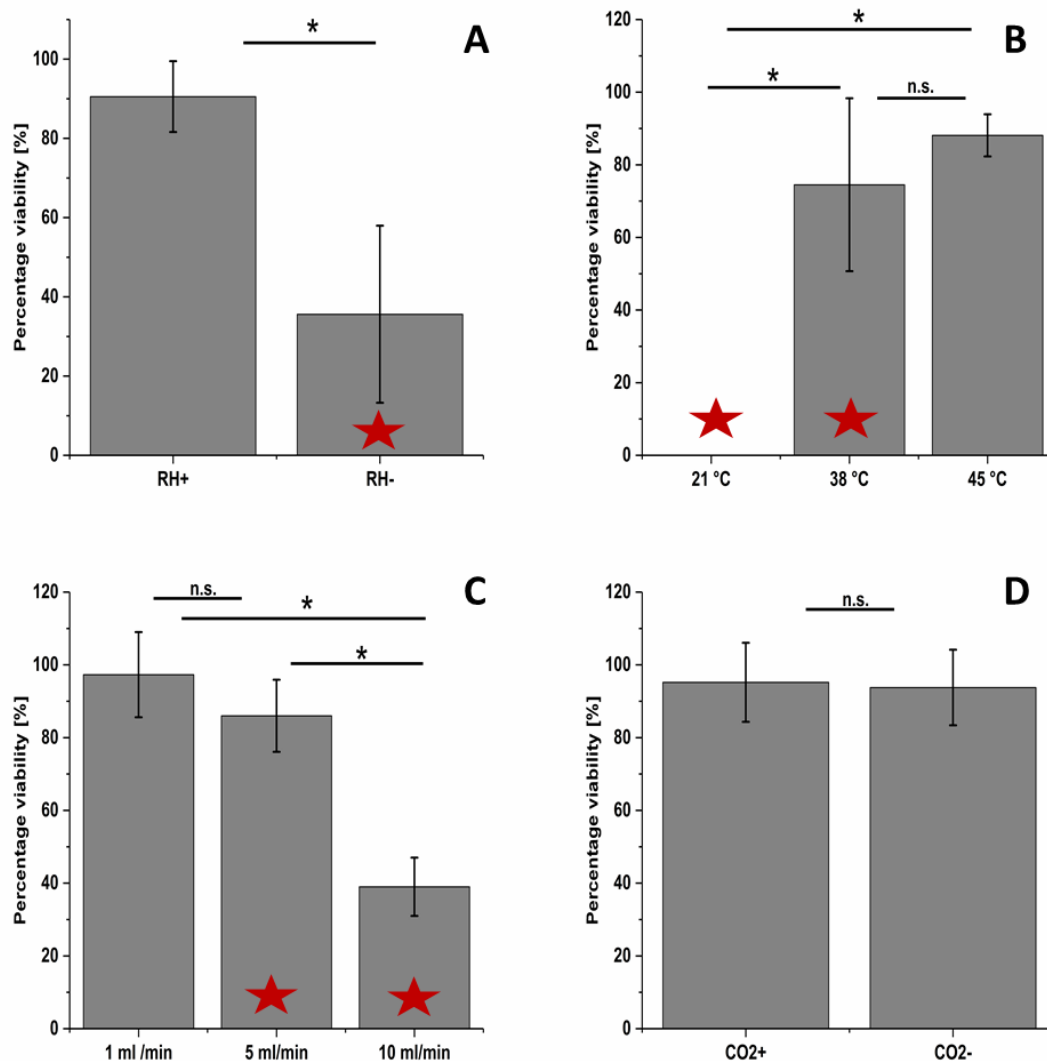 A
*
Percentage viability [%]
100
80
60
40
20
0
RH+
RH-
B
*
*
n.s.
Percentage viability [%]
120
100
80
60
40
20
0
21 °C
38 °C
45 °C
C
n.s.
*
*
Percentage viability [%]
120
100
80
60
40
20
0
1 ml /min
5 ml/min
10 ml/min
D
n.s.
Percentage viability [%]
120
100
80
60
40
20
0
CO2+
CO2-